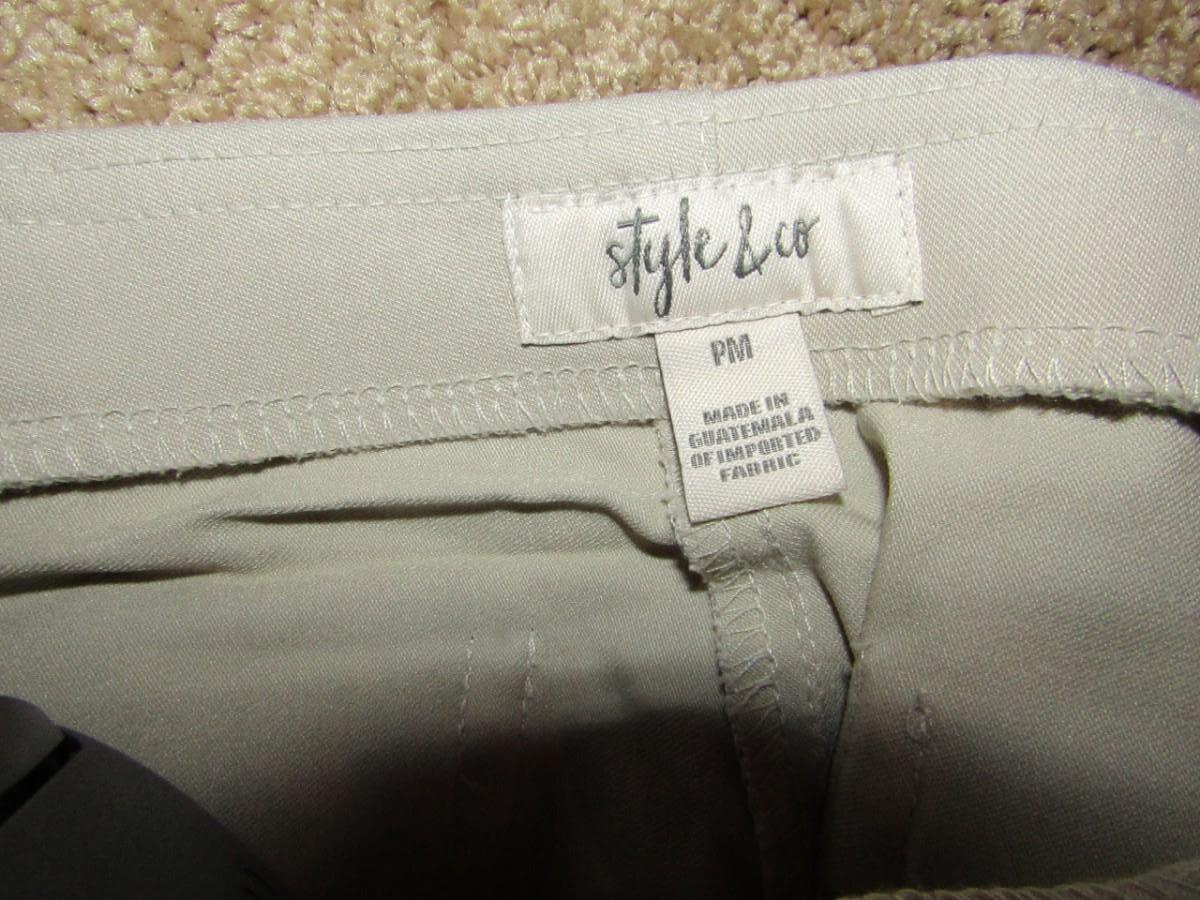 style & co
PM
MADE IN
GUATEMALA
OF IMPORTED
FABRIC